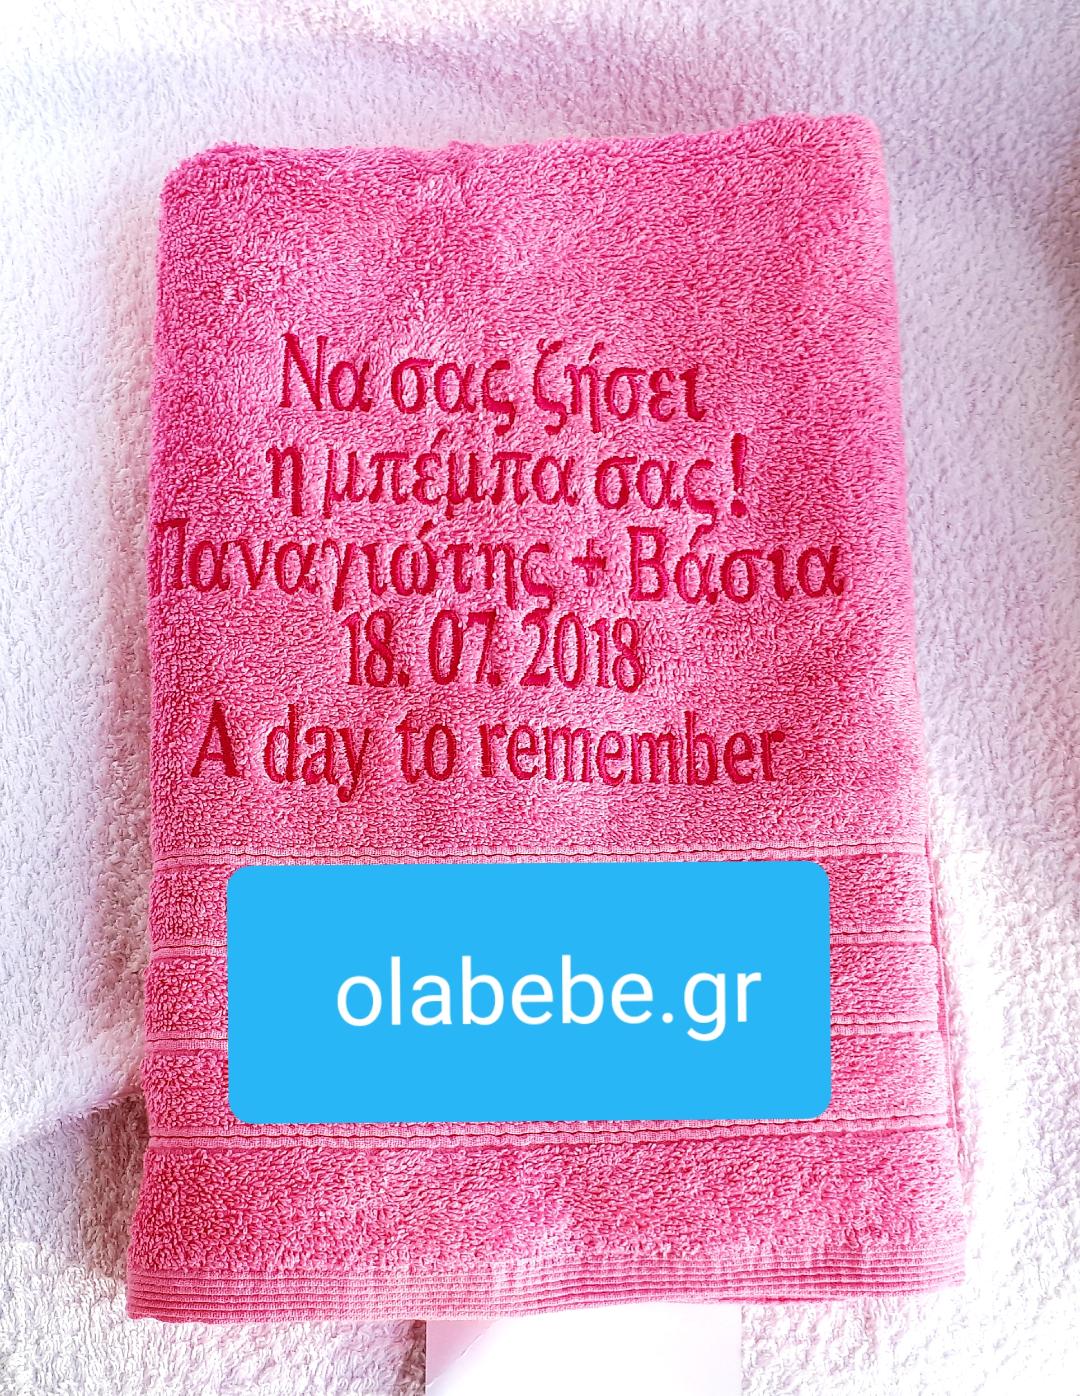 Να σας ζήσει
η μπέμπα σας!
Παναγιώτης + Βάσια
18. 07. 2018
A day to remember
olabebe.gr